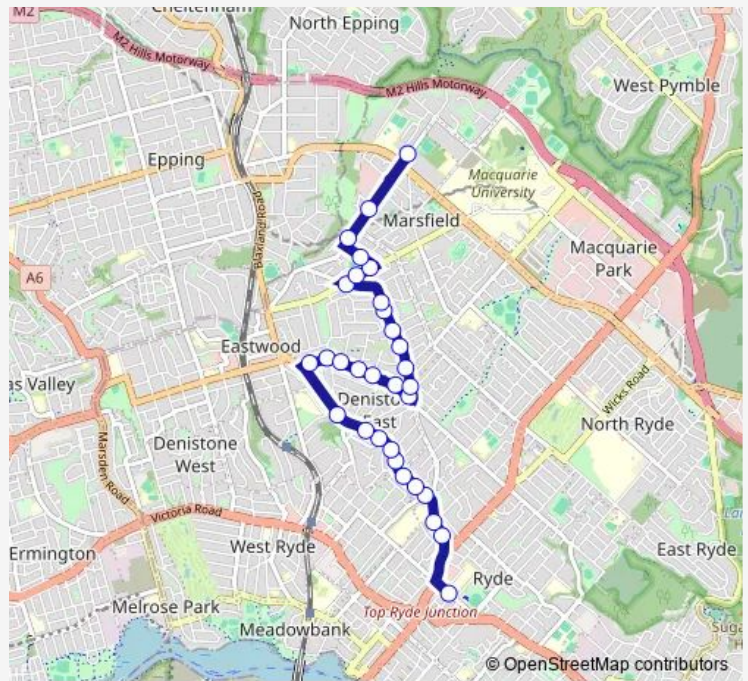 M2
Cheltenham
North Epping
M2 Hills Motorway
M2 Hills Motorway
West Pymble
Epping
Macquarie
University
Marsfield
Blaxland Road
Macquarie
Park
A6
Eastwood
as Valley
Denisto
East
Wicks Road
North Ryde
Denistone
West
Marsden Road
Victoria Road
Ermington
West Ryde
East Ryde
Ryde
Melrose Park
Top Ryde Junction
Meadowbank
© OpenStreetMap contributors